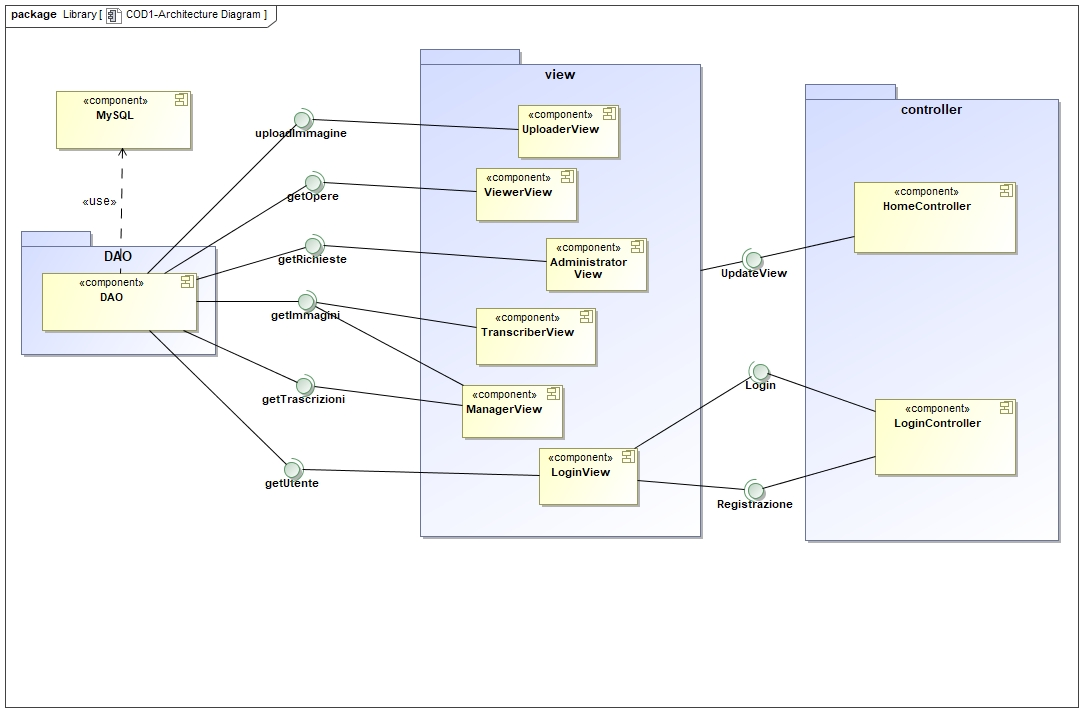 package Library [ COD1-Architecture Diagram ]
view
controller
«component»
MySQL
«use»
DAO
«component»
DAO
uploadImmagine
getOpere
getRichieste
getImmagini
getTrascrizioni
getUtente
«component»
UploaderView
«component»
ViewerView
«component»
Administrator
View
«component»
TranscriberView
«component»
ManagerView
«component»
LoginView
UpdateView
Login
Registrazione
«component»
HomeController
«component»
LoginController